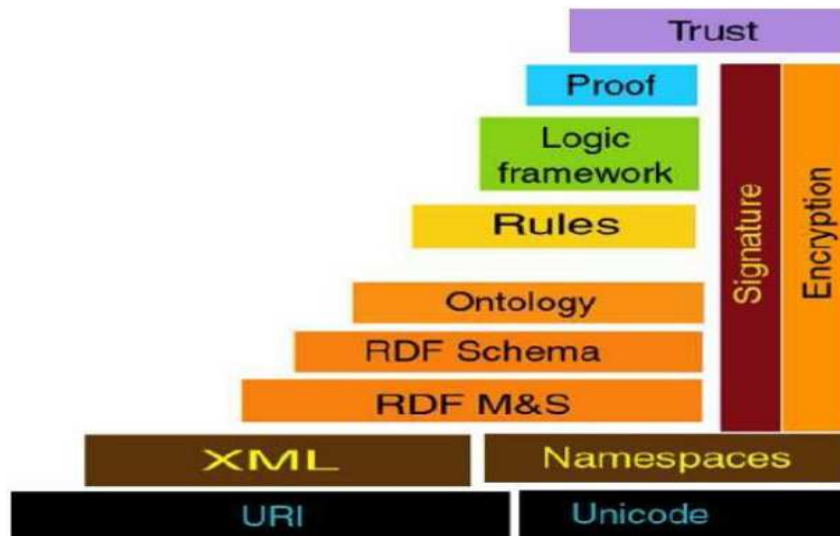 Trust
Proof
Logic
framework
Rules
Ontology
RDF Schema
RDF M&S
Signature
Encryption
XML
Namespaces
URI
Unicode